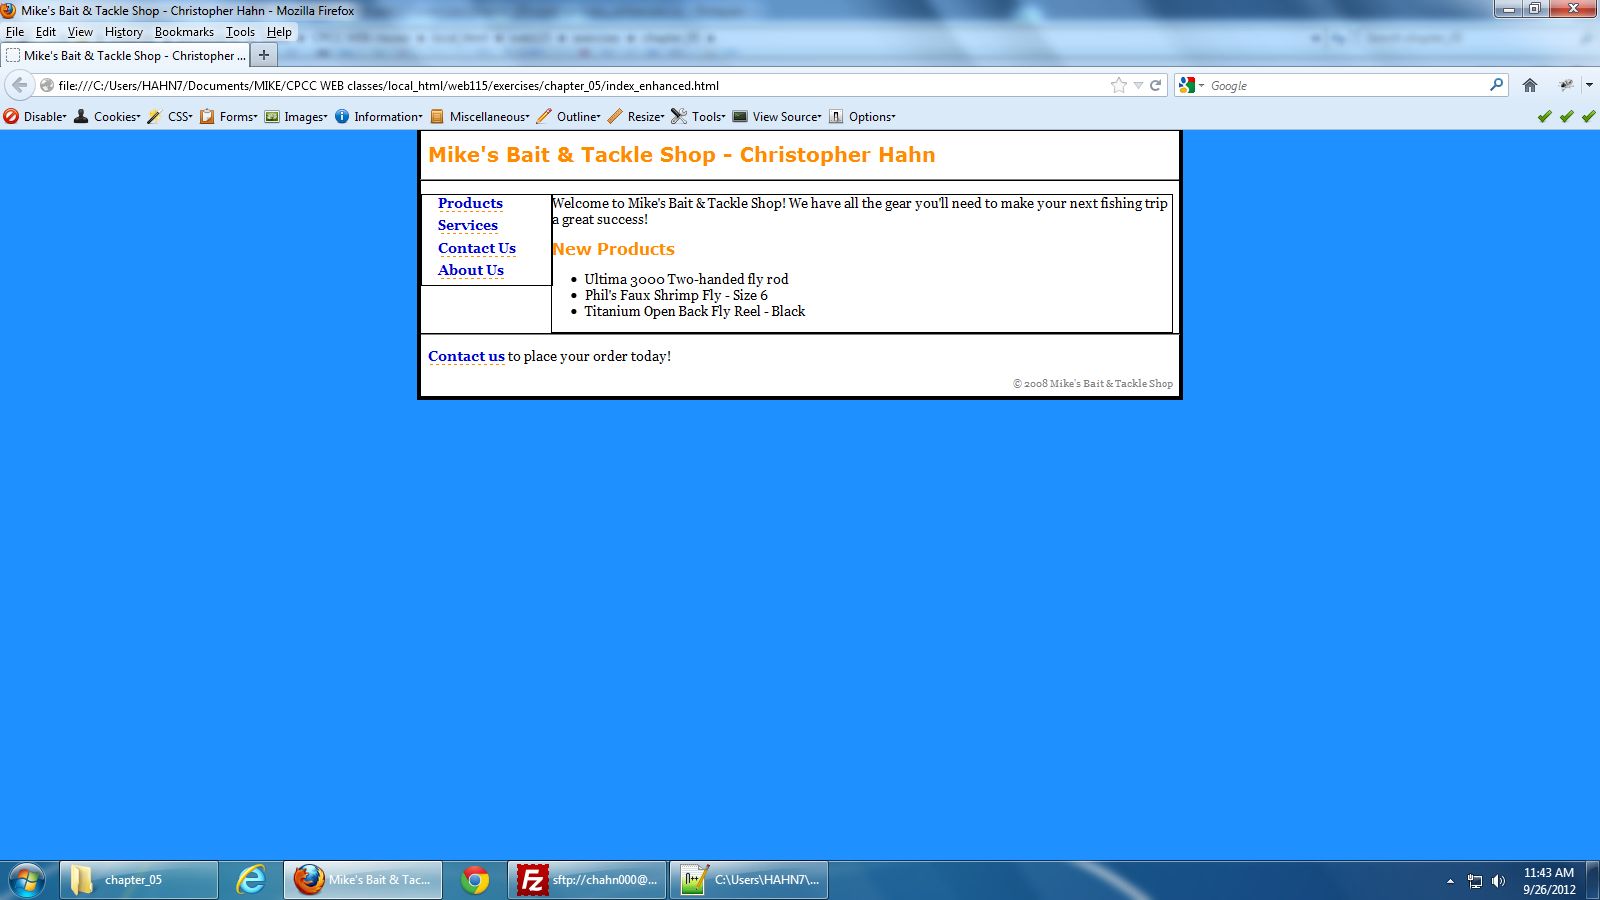 Mike's Bait & Tackle Shop - Christopher Hahn - Mozilla Firefox
File Edit View History Bookmarks Tools Help
Mike's Bait & Tackle Shop - Christopher ...
file:///C:/Users/HAHN7/Documents/MIKE/CPCC WEB classes/local_html/web115/exercises/chapter_05/index_enhanced.html Google
Disable Cookies CSS Forms Images Information Miscellaneous Outline Resize Tools View Source Options
Mike's Bait & Tackle Shop - Christopher Hahn
Products
Services
Contact Us
About Us
Welcome to Mike's Bait & Tackle Shop! We have all the gear you'll need to make your next fishing trip
a great success!
New Products
Ultima 3000 Two-handed fly rod
Phil's Faux Shrimp Fly - Size 6
Titanium Open Back Fly Reel - Black
Contact us to place your order today!
© 2008 Mike's Bait & Tackle Shop
chapter_05 Mike's Bait & Tac... Fz sftp://chahn000@... C:\Users\HAHN7\... 11:43 AM
9/26/2012